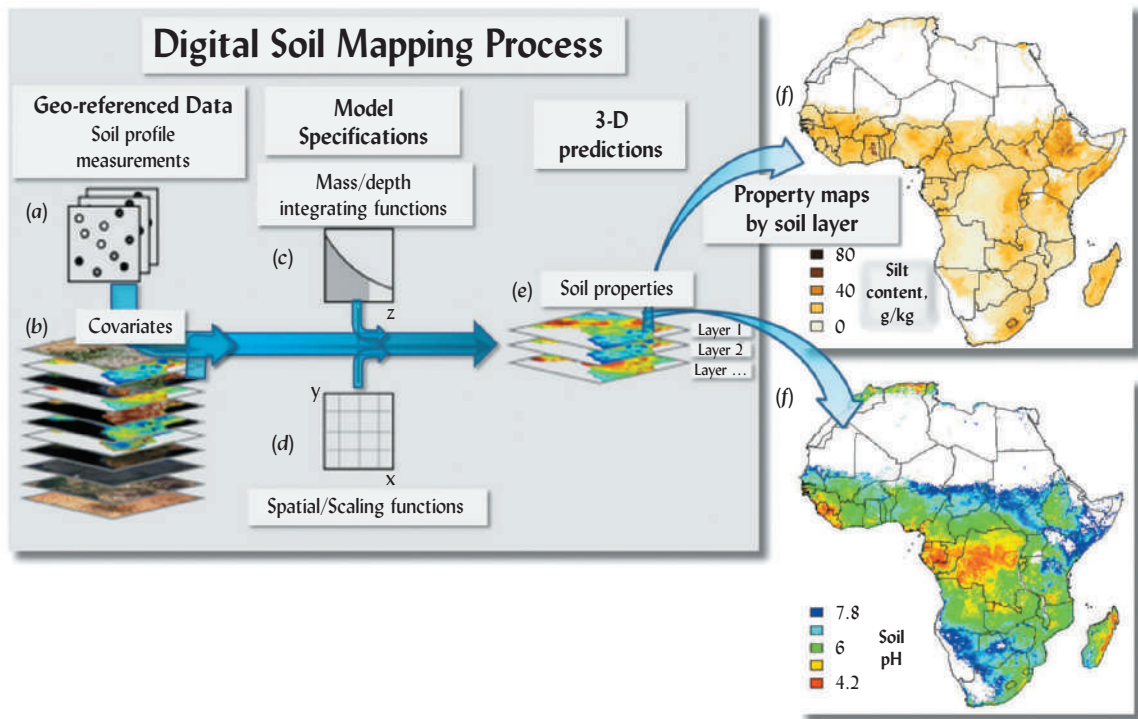 Digital Soil Mapping Process
Geo-referenced Data
Soil profile
measurements
(a)
(b)
Covariates
Model
Specifications
Mass/depth
integrating functions
(c)
z
y
(d)
x
Spatial/Scaling functions
3-D
predictions
(e)
Soil properties
Layer 1
Layer 2
Layer ...
Property maps
by soil layer
(f)
80
40
0
Silt
content,
g/kg
(f)
7.8
6
4.2
Soil
pH